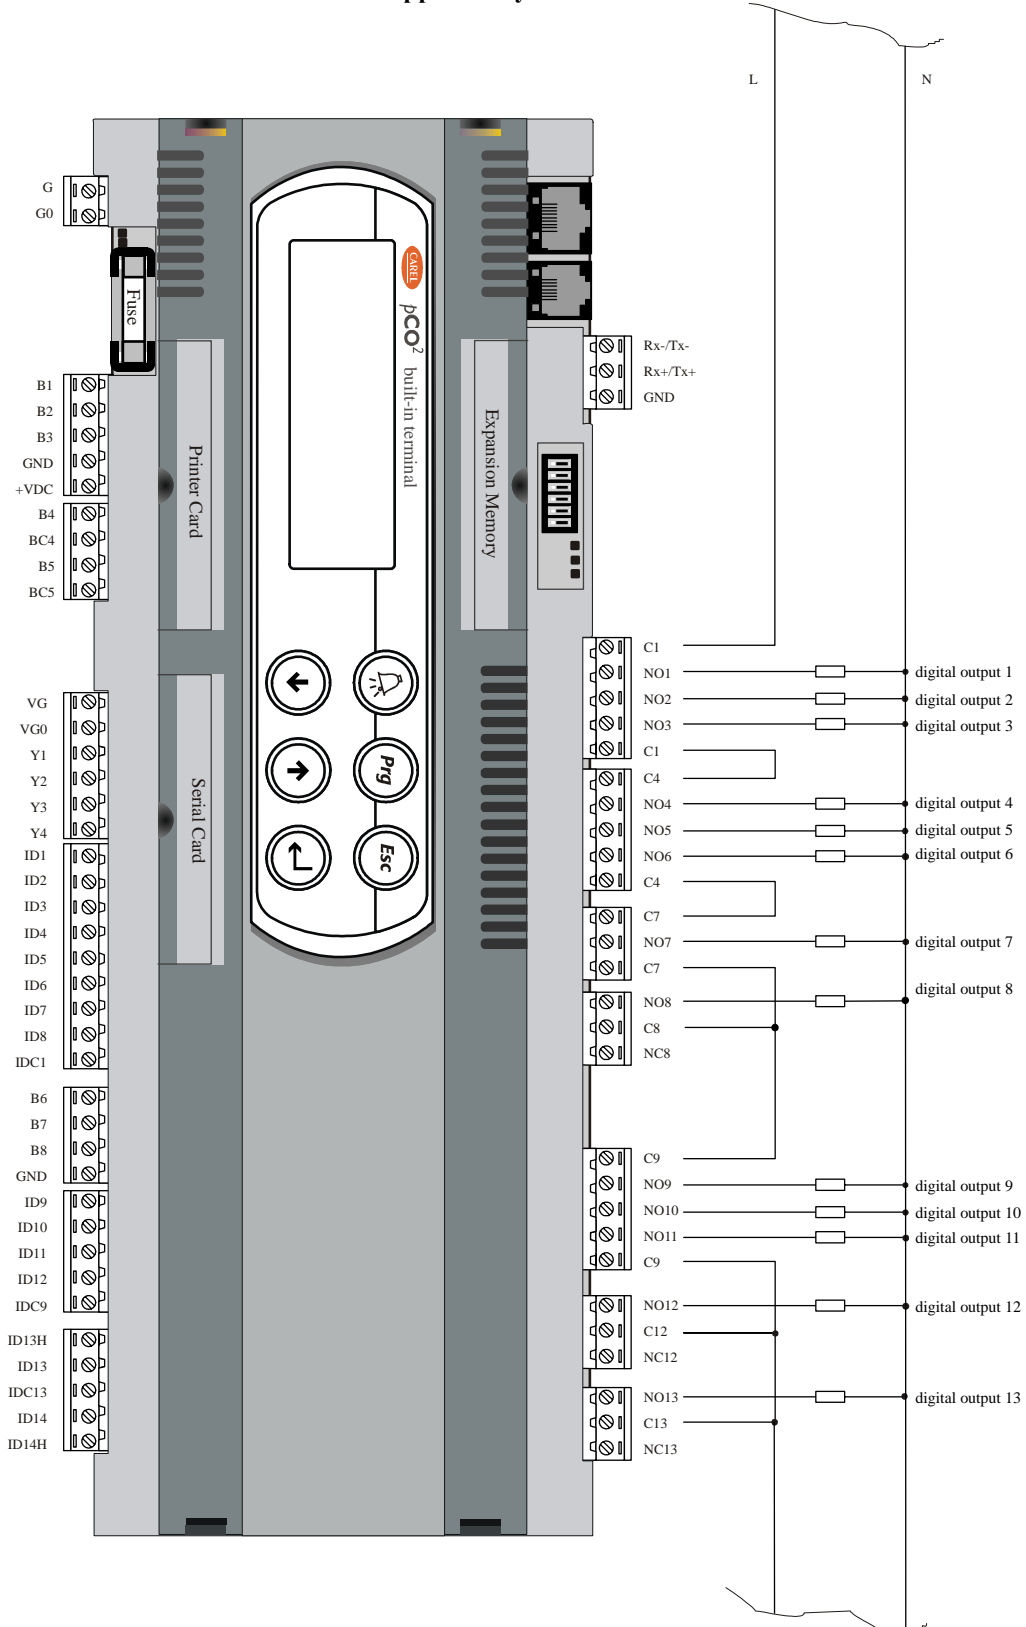 L
N
G
G0
Fuse
B1
B2
B3
GND
+VDC
B4
BC4
B5
BC5
VG
VG0
Y1
Y2
Y3
Y4
ID1
ID2
ID3
ID4
ID5
ID6
ID7
ID8
IDC1
B6
B7
B8
GND
ID9
ID10
ID11
ID12
IDC9
ID13H
ID13
IDC13
ID14
ID14H
Printer Card
Serial Card
CAREL
pCO²
built-in terminal
Expansion Memory
Prg
Esc
Rx-/Tx-
Rx+/Tx+
GND
C1
NO1
digital output 1
NO2
digital output 2
NO3
digital output 3
C1
C4
NO4
digital output 4
NO5
digital output 5
NO6
digital output 6
C4
C7
NO7
digital output 7
C7
NO8
digital output 8
C8
NC8
C9
NO9
digital output 9
NO10
digital output 10
NO11
digital output 11
C9
NO12
digital output 12
C12
NC12
NO13
digital output 13
C13
NC13